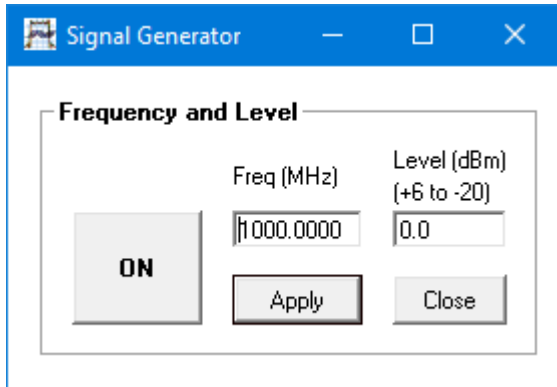 Signal Generator
Frequency and Level
Freq (MHz)
Level (dBm)
(+6 to -20)
ON
1000.0000
0.0
Apply
Close